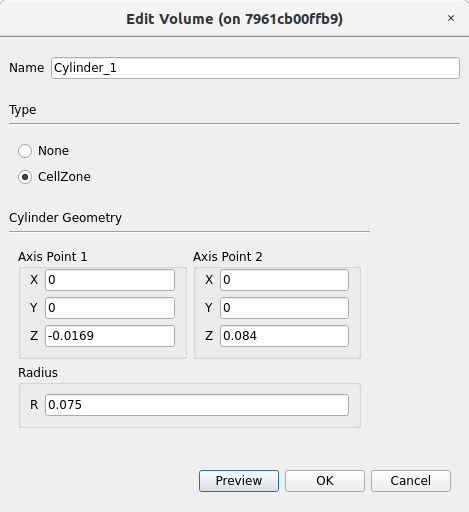 Edit Volume (on 7961cb00ffb9) ×
Name Cylinder_1
Type
None
CellZone
Cylinder Geometry
Axis Point 1 Axis Point 2
X 0 X 0
Y 0 Y 0
Z -0.0169 Z 0.084
Radius
R 0.075
Preview OK Cancel